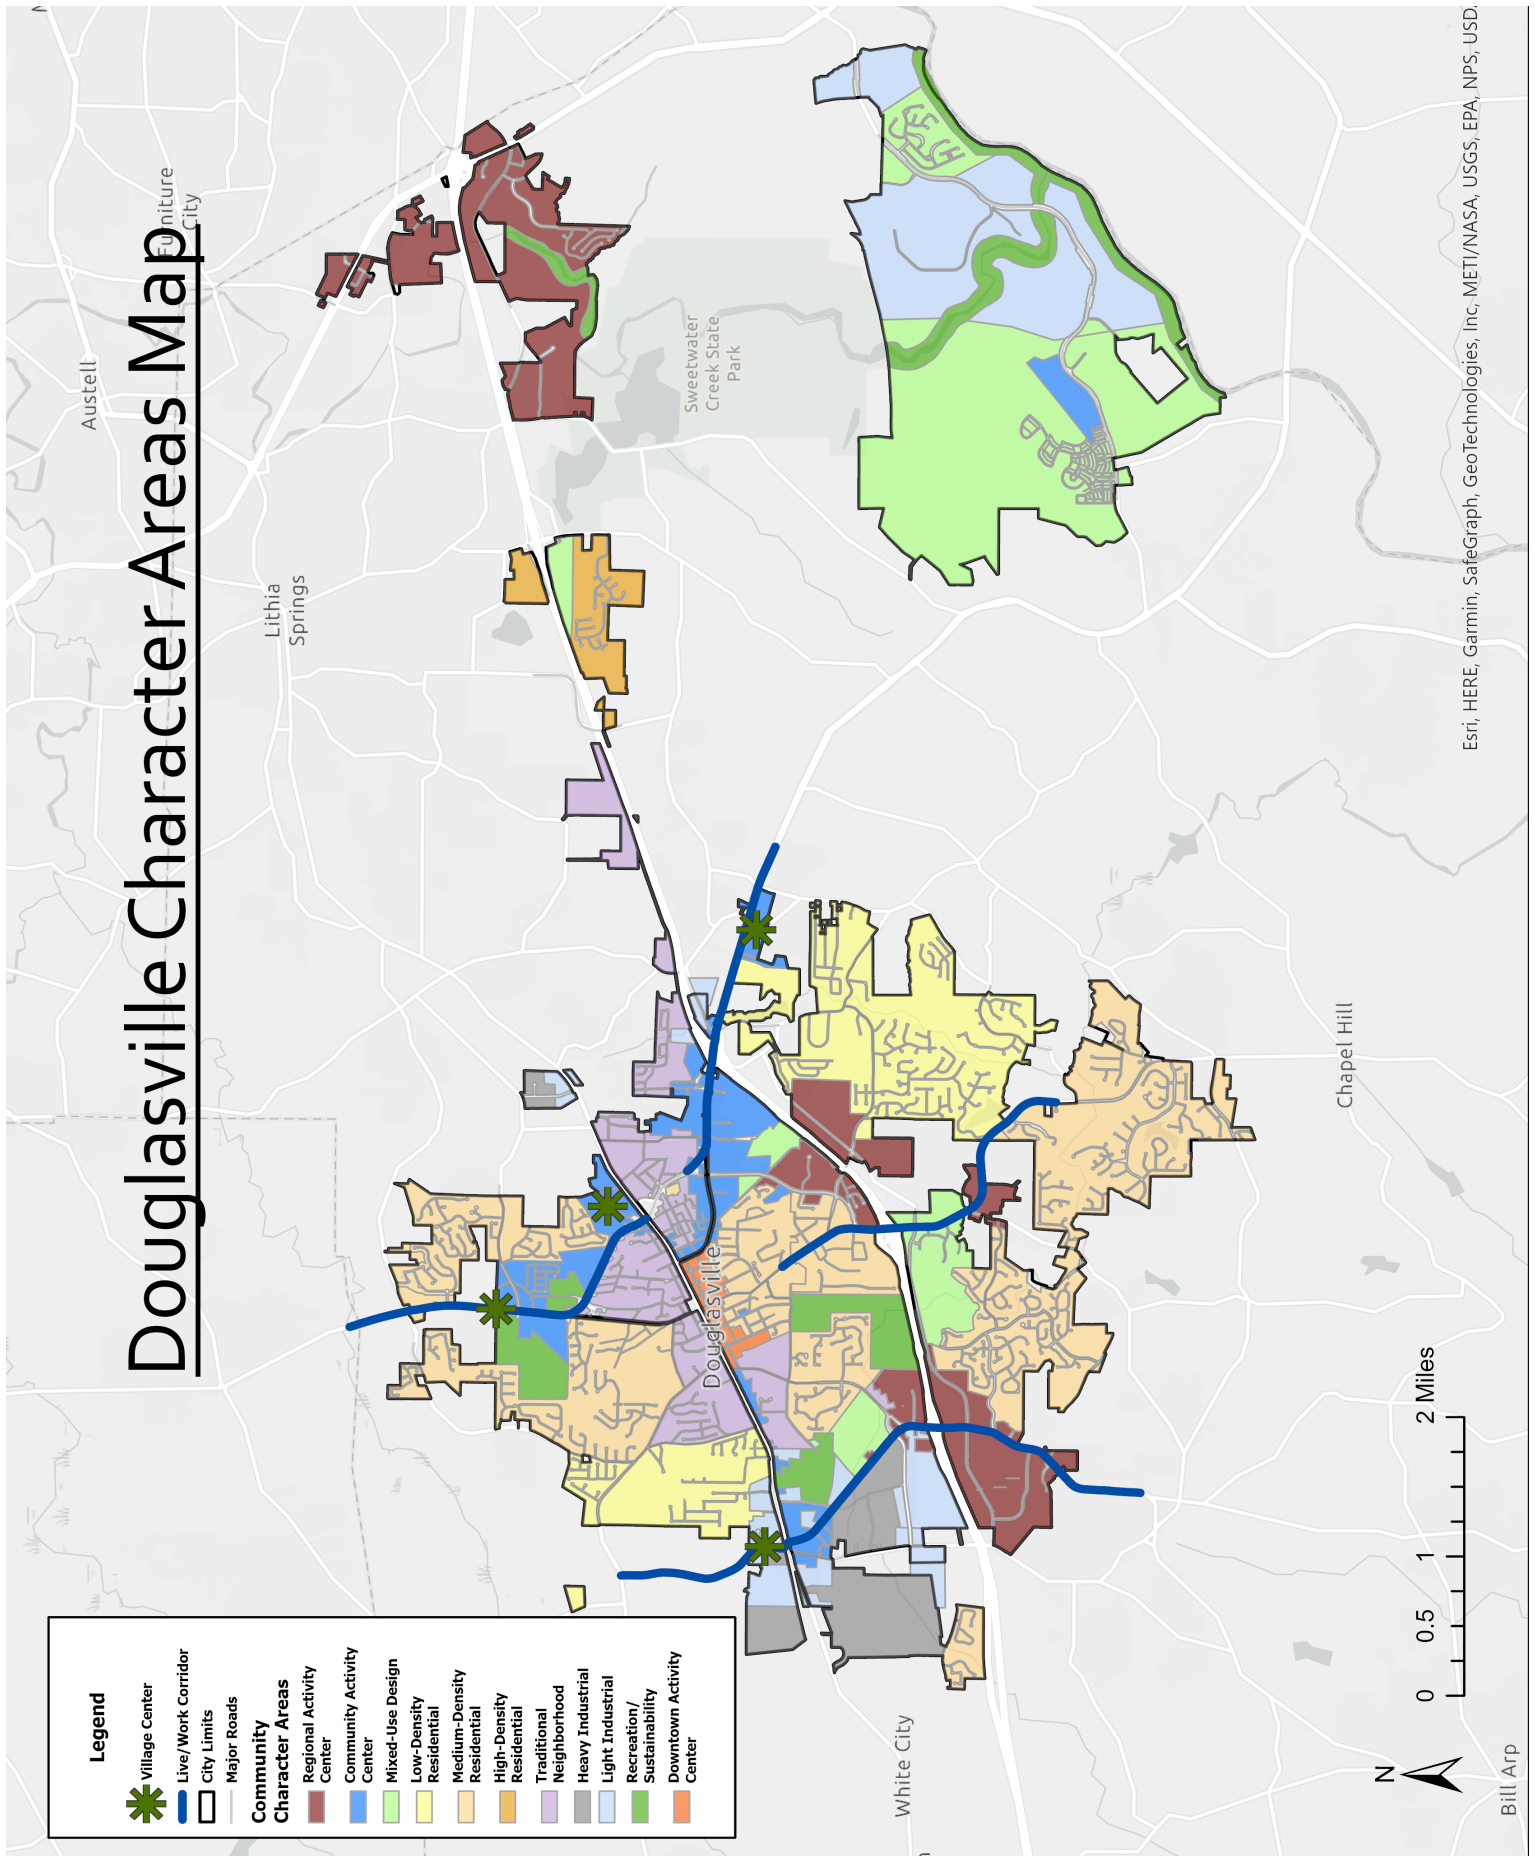 Douglasville Character Areas Map
Austell
Furniture
City
Lithia
Springs
Sweetwater
Creek State
Park
Douglasville
Chapel Hill
White City
Bill Arp
Legend
Village Center
Live/Work Corridor
City Limits
Major Roads
Community
Character Areas
Regional Activity
Center
Community Activity
Center
Mixed-Use Design
Low-Density
Residential
Medium-Density
Residential
High-Density
Residential
Traditional
Neighborhood
Heavy Industrial
Light Industrial
Recreation/
Sustainability
Downtown Activity
Center
N
0 0.5 1 2 Miles
Esri, HERE, Garmin, SafeGraph, GeoTechnologies, Inc, METI/NASA, USGS, EPA, NPS, USD